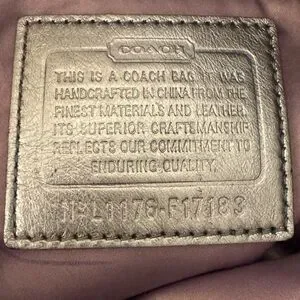 COACH
THIS IS A COACH BAG IT WAS
HANDCRAFTED IN CHINA FROM THE
FINEST MATERIALS AND LEATHER.
ITS SUPERIOR CRAFTSMANSHIP
REFLECTS OUR COMMITMENT TO
ENDURING QUALITY.
Nº L1176-F17183